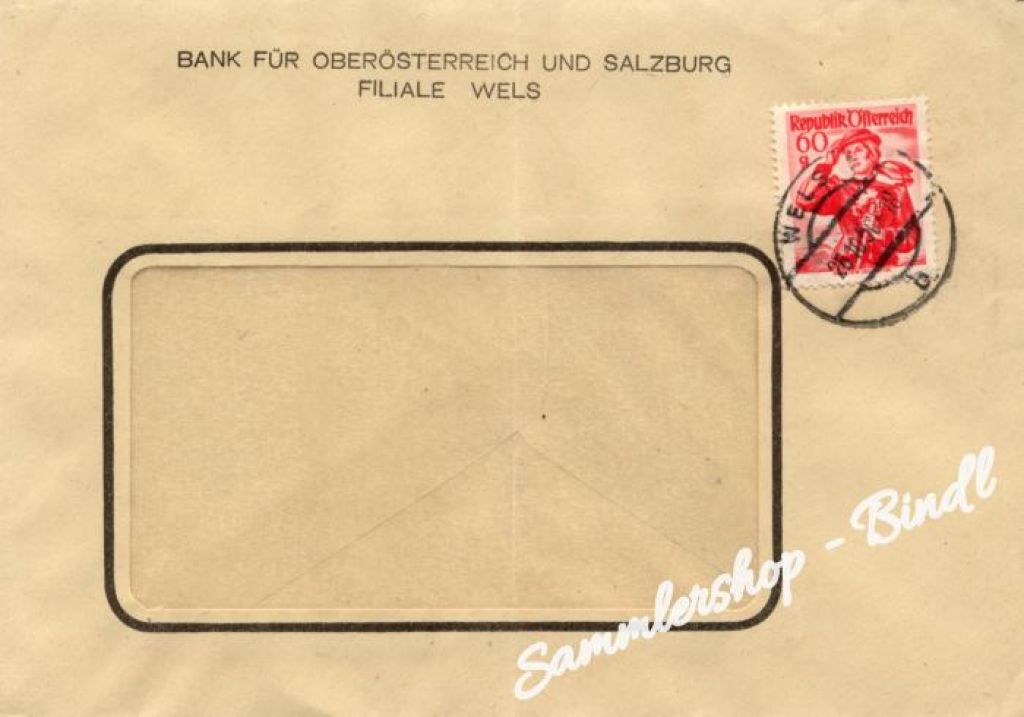 BANK FÜR OBERÖSTERREICH UND SALZBURG
FILIALE WELS
Republik Österreich
60
g
WELS
b
Sammlershop - Bindl